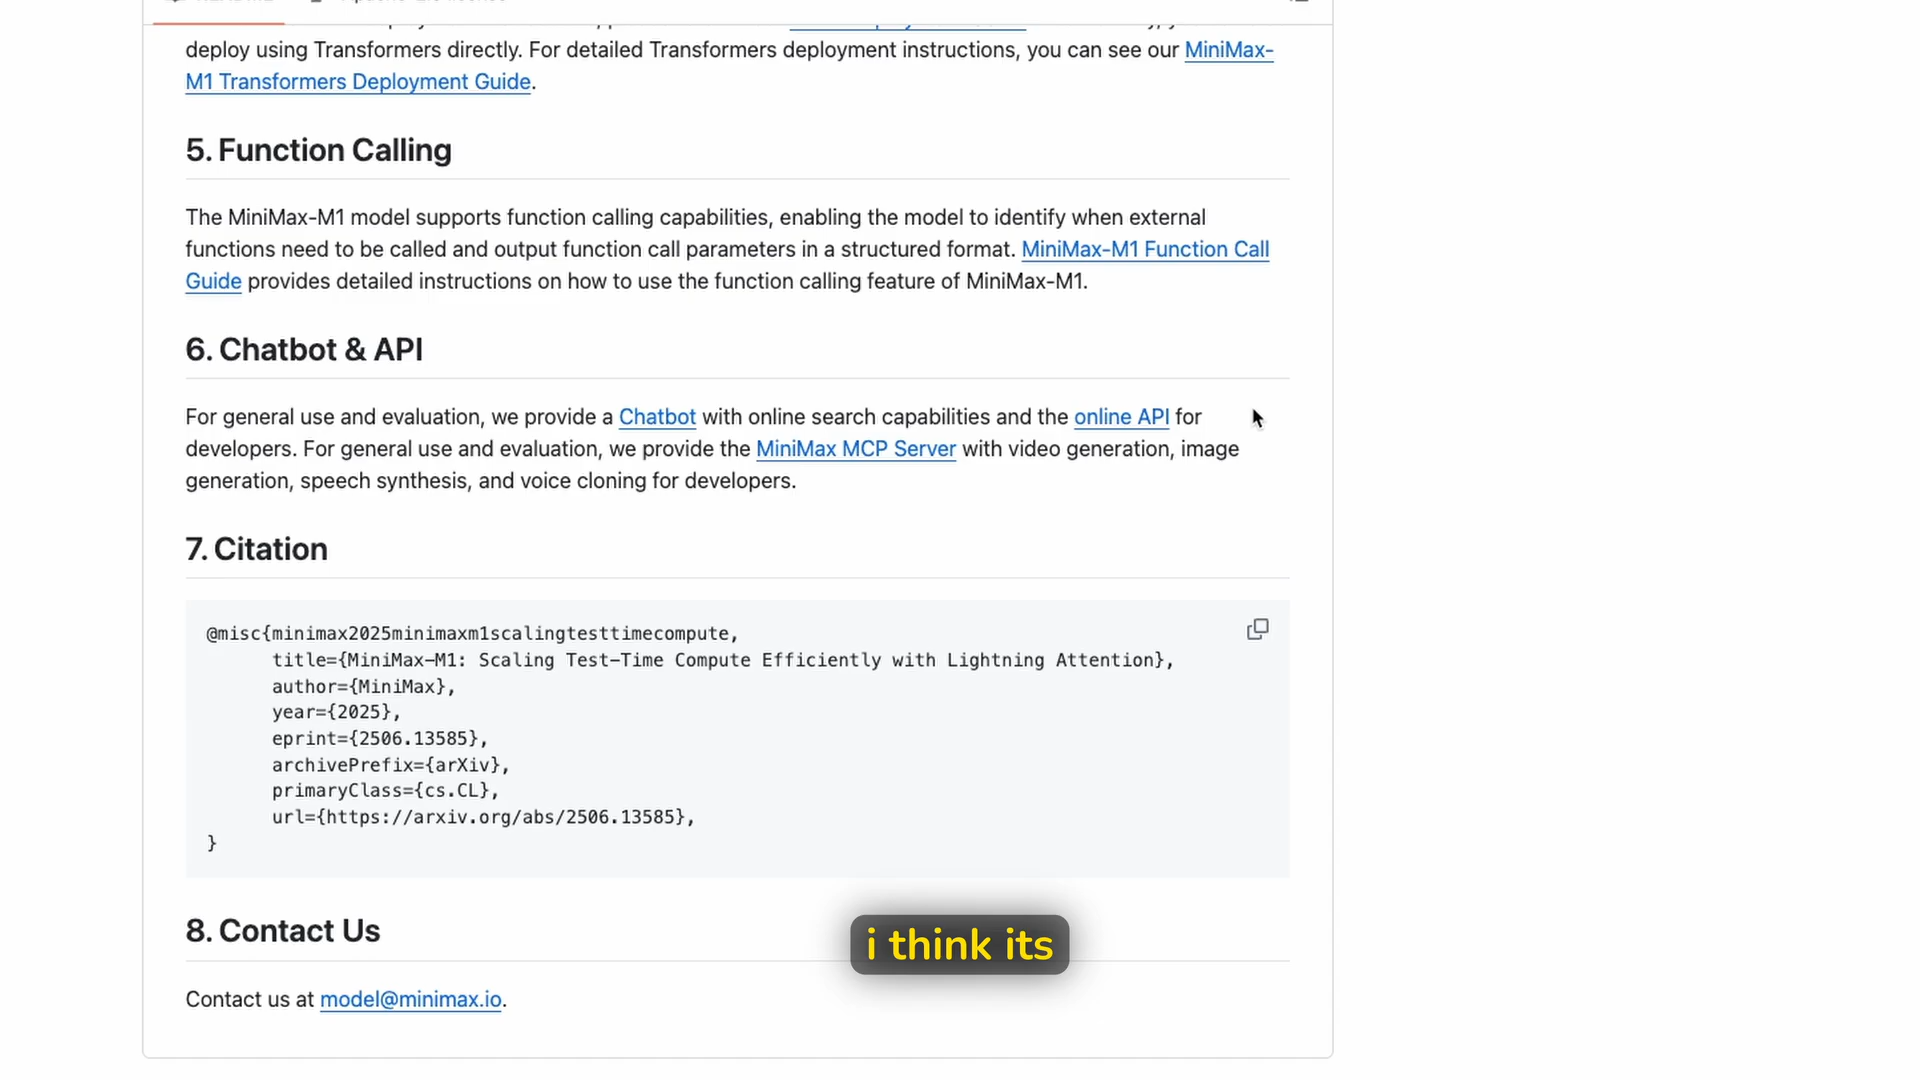 deploy using Transformers directly. For detailed Transformers deployment instructions, you can see our MiniMax-
M1 Transformers Deployment Guide.
5. Function Calling
The MiniMax-M1 model supports function calling capabilities, enabling the model to identify when external
functions need to be called and output function call parameters in a structured format. MiniMax-M1 Function Call
Guide provides detailed instructions on how to use the function calling feature of MiniMax-M1.
6. Chatbot & API
For general use and evaluation, we provide a Chatbot with online search capabilities and the online API for
developers. For general use and evaluation, we provide the MiniMax MCP Server with video generation, image
generation, speech synthesis, and voice cloning for developers.
7. Citation
@misc{minimax2025minimaxm1scalingtesttimecompute,
title={MiniMax-M1: Scaling Test-Time Compute Efficiently with Lightning Attention},
author={MiniMax},
year={2025},
eprint={2506.13585},
archivePrefix={arXiv},
primaryClass={cs.CL},
url={https://arxiv.org/abs/2506.13585},
}
8. Contact Us
i think its
Contact us at model@minimax.io.